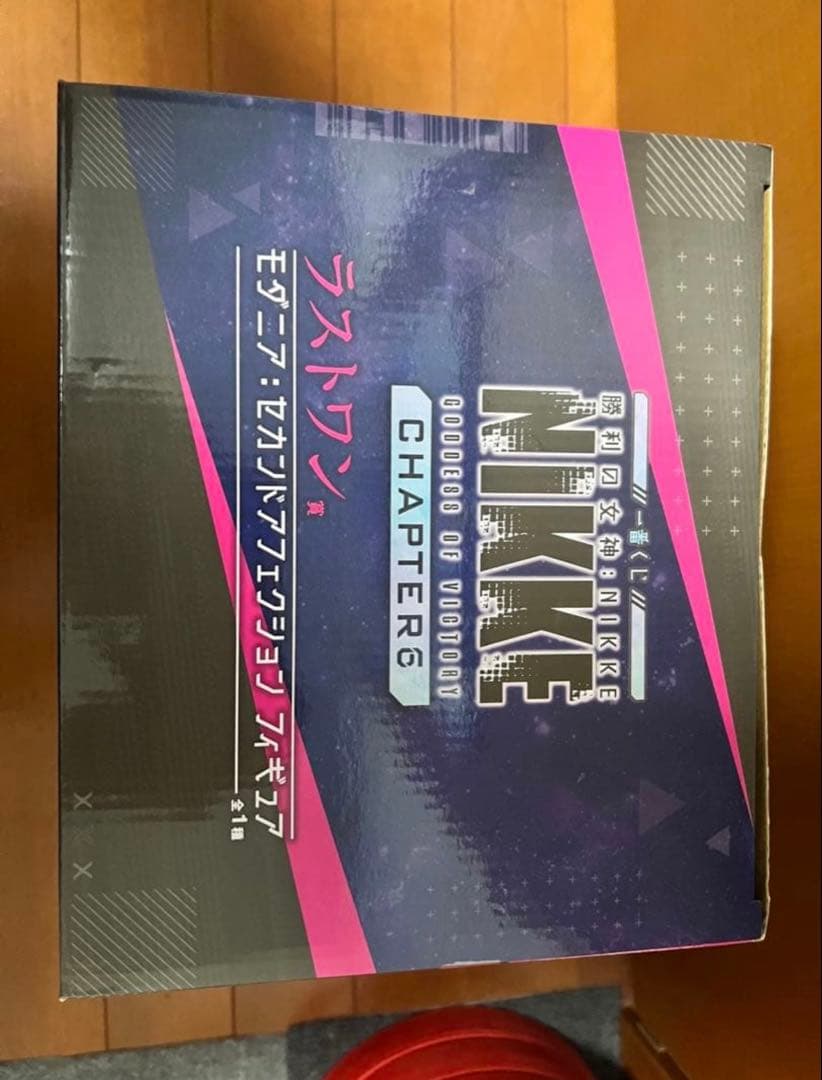 一番くじ
勝利の女神:NIKKE
NIKKE
GODDESS OF VICTORY
CHAPTER6
ラストワン賞
モダニア:セカンドアフェクション フィギュア
全1種